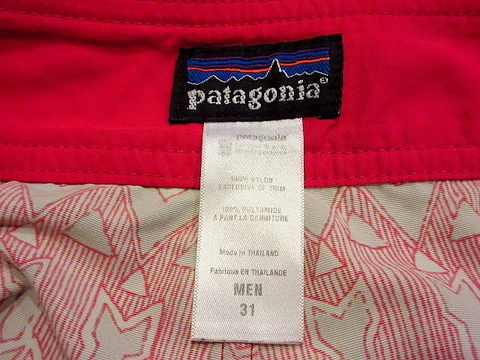 patagonia®
patagonia
100% NYLON
EXCLUSIVE OF TRIM
100% POLYAMIDE
A PART LA GARNITURE
Made in THAILAND
Fabriqué EN THAILANDE
MEN
31